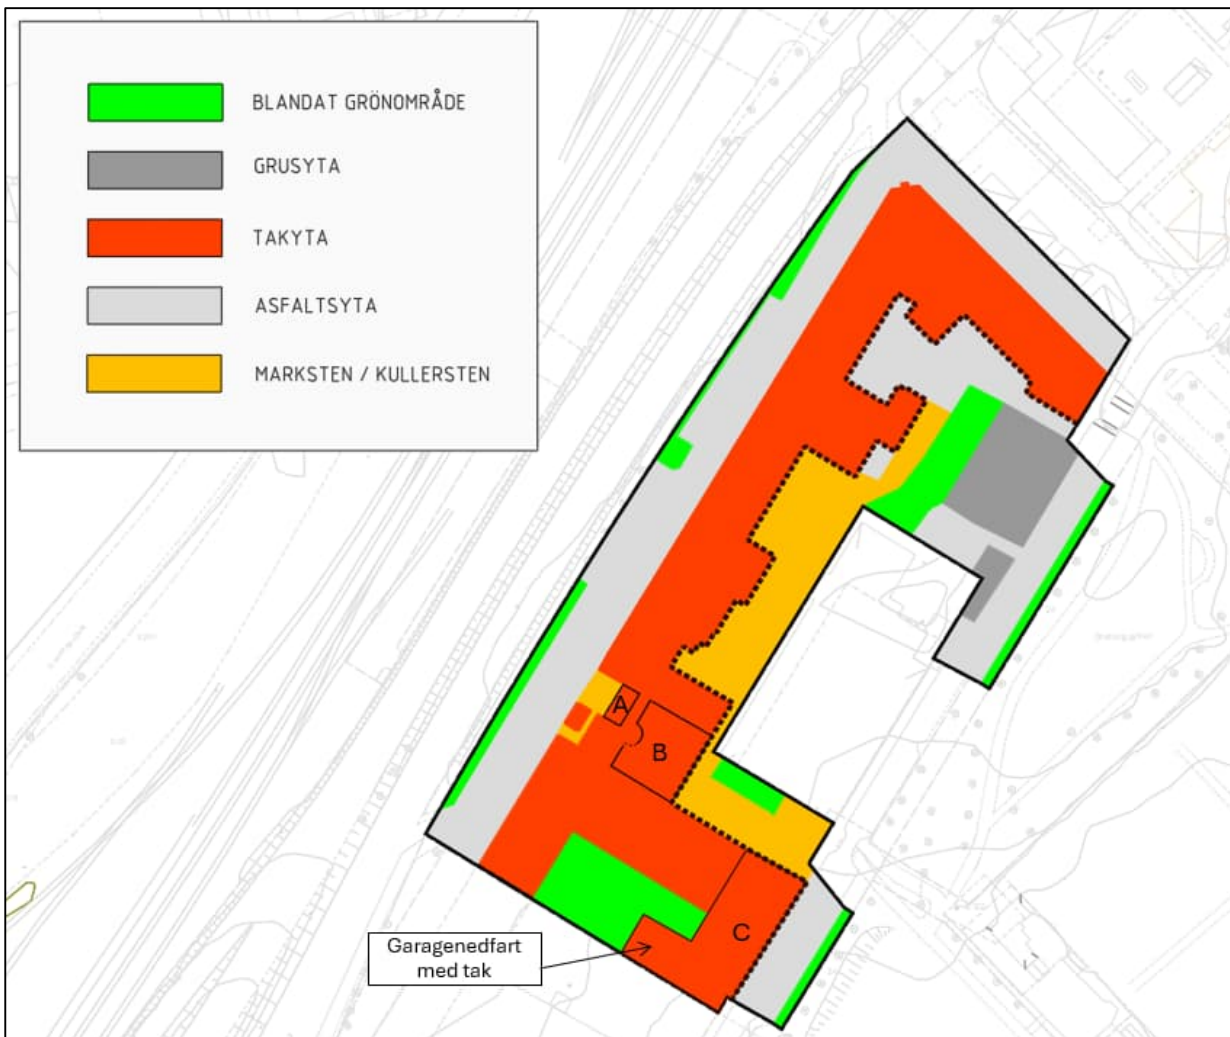 BLANDAT GRÖNOMRÅDE
GRUSYTA
TAKYTA
ASFALTSYTA
MARKSTEN / KULLERSTEN
A
B
C
Garagenedfart
med tak